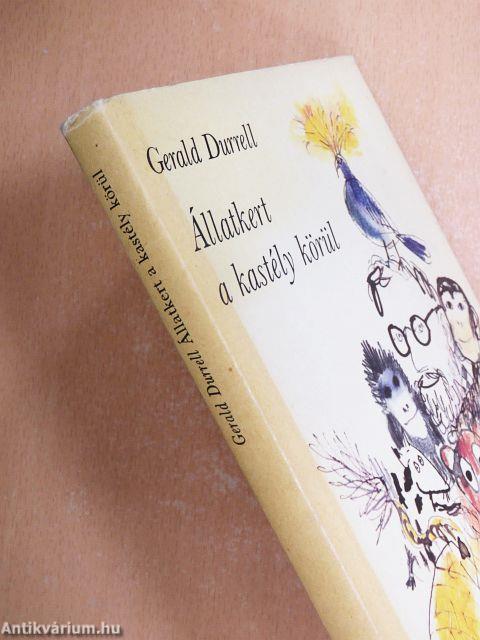 Gerald Durrell
Állatkert
a kastély körül
Gerald Durrell Állatkert a kastély körül
Antikvárium.hu